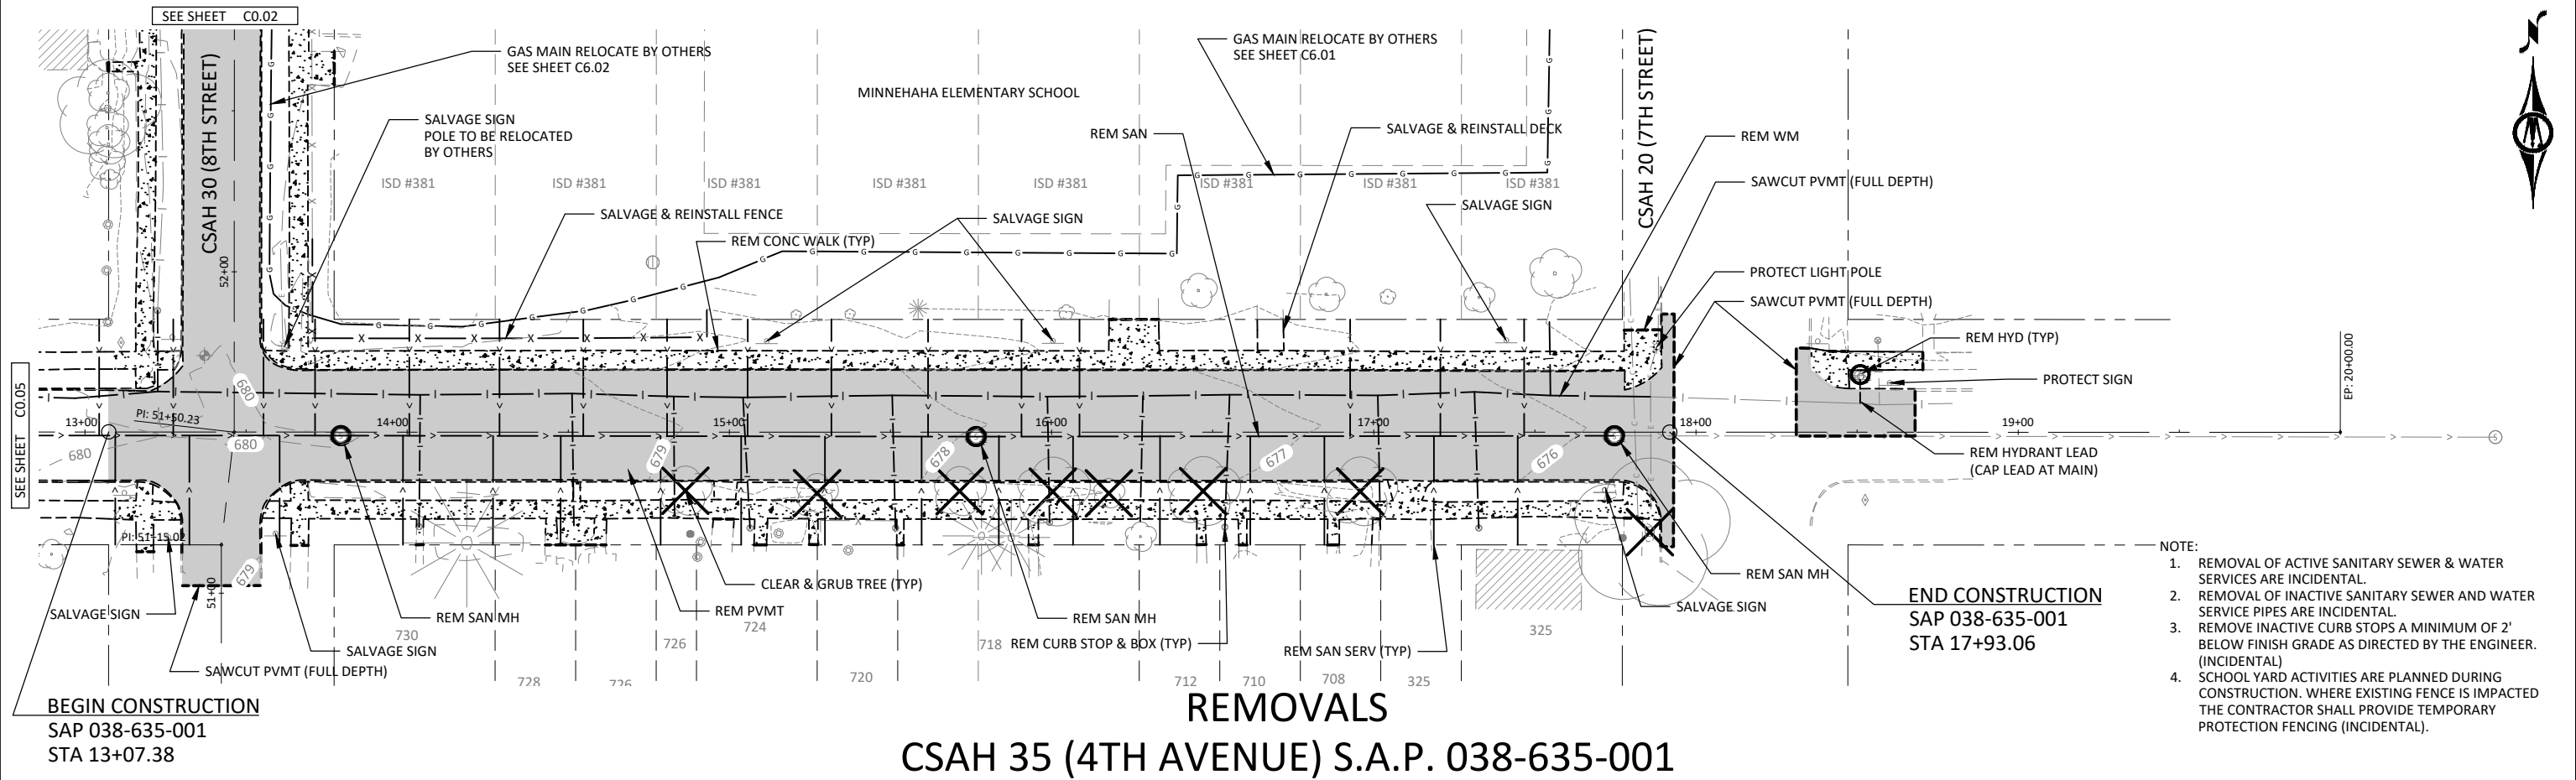 SEE SHEET C0.02
CSAH 30 (8TH STREET)
GAS MAIN RELOCATE BY OTHERS
SEE SHEET C6.02
SALVAGE SIGN
POLE TO BE RELOCATED
BY OTHERS
MINNEHAHA ELEMENTARY SCHOOL
GAS MAIN RELOCATE BY OTHERS
SEE SHEET C6.01
CSAH 20 (7TH STREET)
REM SAN
SALVAGE & REINSTALL DECK
REM WM
SAWCUT PVMT (FULL DEPTH)
ISD #381
ISD #381
ISD #381
ISD #381
ISD #381
ISD #381
ISD #381
ISD #381
SALVAGE & REINSTALL FENCE
SALVAGE SIGN
SALVAGE SIGN
REM CONC WALK (TYP)
PROTECT LIGHT POLE
SAWCUT PVMT (FULL DEPTH)
REM HYD (TYP)
PROTECT SIGN
EP: 20+00.00
52+00
SEE SHEET C0.05
680
PI: 51+50.23
13+00
14+00
15+00
16+00
17+00
18+00
19+00
680
680
679
678
677
676
REM HYDRANT LEAD
(CAP LEAD AT MAIN)
PI: 51+15.02
679
51+00
SALVAGE SIGN
CLEAR & GRUB TREE (TYP)
REM SAN MH
REM PVMT
REM SAN MH
REM SAN MH
SALVAGE SIGN
SALVAGE SIGN
SAWCUT PVMT (FULL DEPTH)
REM CURB STOP & BOX (TYP)
REM SAN SERV (TYP)
730
728
726
726
724
720
718
712
710
708
325
325
BEGIN CONSTRUCTION
SAP 038-635-001
STA 13+07.38
END CONSTRUCTION
SAP 038-635-001
STA 17+93.06
NOTE:
1. REMOVAL OF ACTIVE SANITARY SEWER & WATER
SERVICES ARE INCIDENTAL.
2. REMOVAL OF INACTIVE SANITARY SEWER AND WATER
SERVICE PIPES ARE INCIDENTAL.
3. REMOVE INACTIVE CURB STOPS A MINIMUM OF 2'
BELOW FINISH GRADE AS DIRECTED BY THE ENGINEER.
(INCIDENTAL)
4. SCHOOL YARD ACTIVITIES ARE PLANNED DURING
CONSTRUCTION. WHERE EXISTING FENCE IS IMPACTED
THE CONTRACTOR SHALL PROVIDE TEMPORARY
PROTECTION FENCING (INCIDENTAL).
REMOVALS
CSAH 35 (4TH AVENUE) S.A.P. 038-635-001